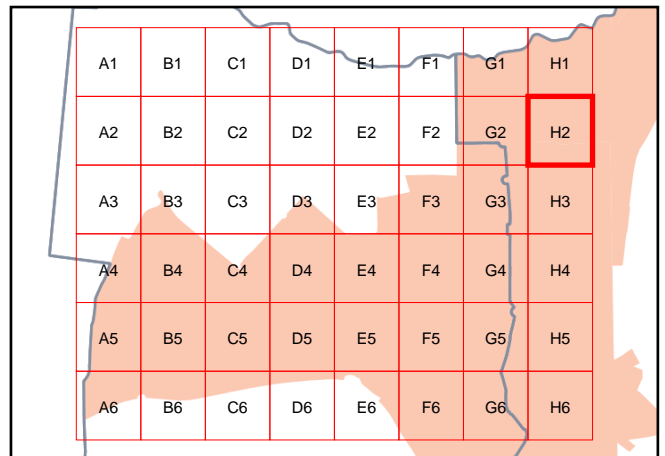 A1 B1 C1 D1 E1 F1 G1 H1
A2 B2 C2 D2 E2 F2 G2 H2
A3 B3 C3 D3 E3 F3 G3 H3
A4 B4 C4 D4 E4 F4 G4 H4
A5 B5 C5 D5 E5 F5 G5 H5
A6 B6 C6 D6 E6 F6 G6 H6